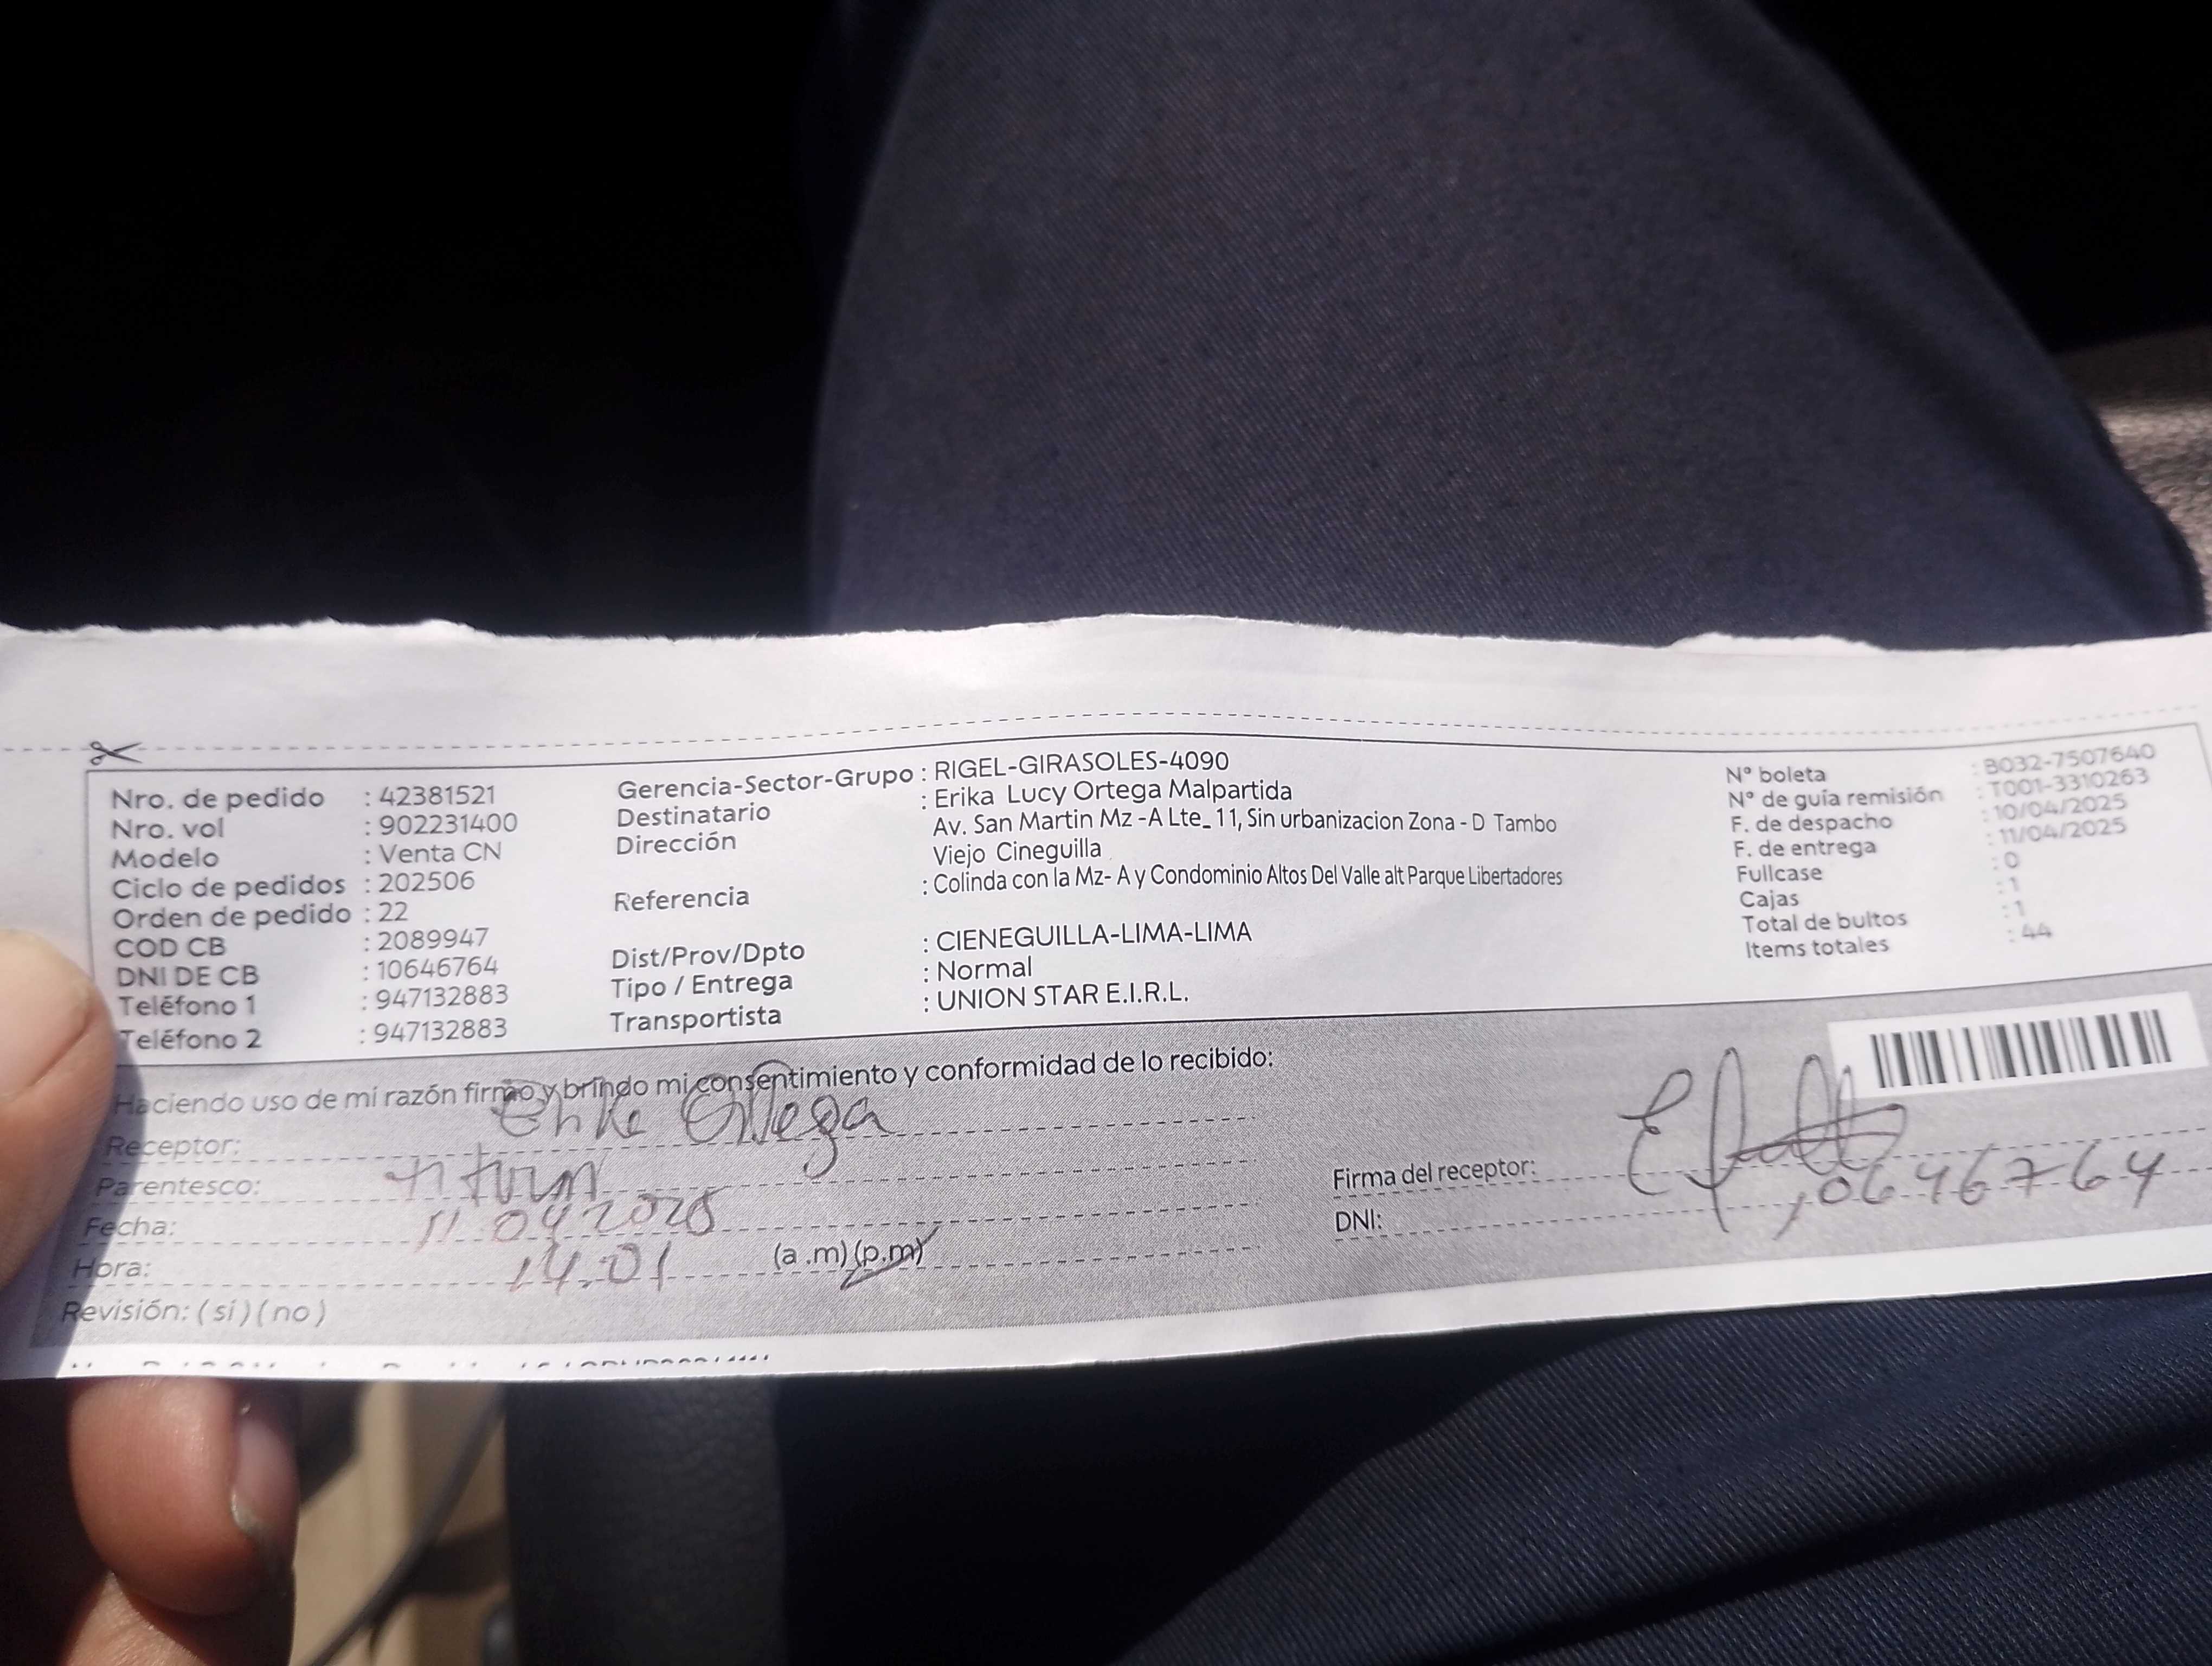 Nro. de pedido : 42381521
Nro. vol : 902231400
Modelo : Venta CN
Ciclo de pedidos : 202506
Orden de pedido : 22
COD CB : 2089947
DNI DE CB : 10646764
Teléfono 1 : 947132883
Teléfono 2 : 947132883
Gerencia-Sector-Grupo : RIGEL-GIRASOLES-4090
Destinatario : Erika Lucy Ortega Malpartida
Dirección Av. San Martin Mz -A Lte_ 11, Sin urbanizacion Zona - D Tambo
Viejo Cineguilla
Referencia : Colinda con la Mz- A y Condominio Altos Del Valle alt Parque Libertadores
Dist/Prov/Dpto : CIENEGUILLA-LIMA-LIMA
Tipo / Entrega : Normal
Transportista : UNION STAR E.I.R.L.
N° boleta : B032-7507640
N° de guía remisión : T001-3310263
F. de despacho : 10/04/2025
F. de entrega : 11/04/2025
Fullcase : 0
Cajas : 1
Total de bultos : 1
Items totales : 44
Haciendo uso de mi razón firmo y brindo mi consentimiento y conformidad de lo recibido:
Receptor: Erika Ortega
Parentesco:
Fecha: 11.04.2025
Hora: 14.01 (a .m) (p.m)
Revisión: ( sí ) ( no )
Firma del receptor:
DNI: 10646764